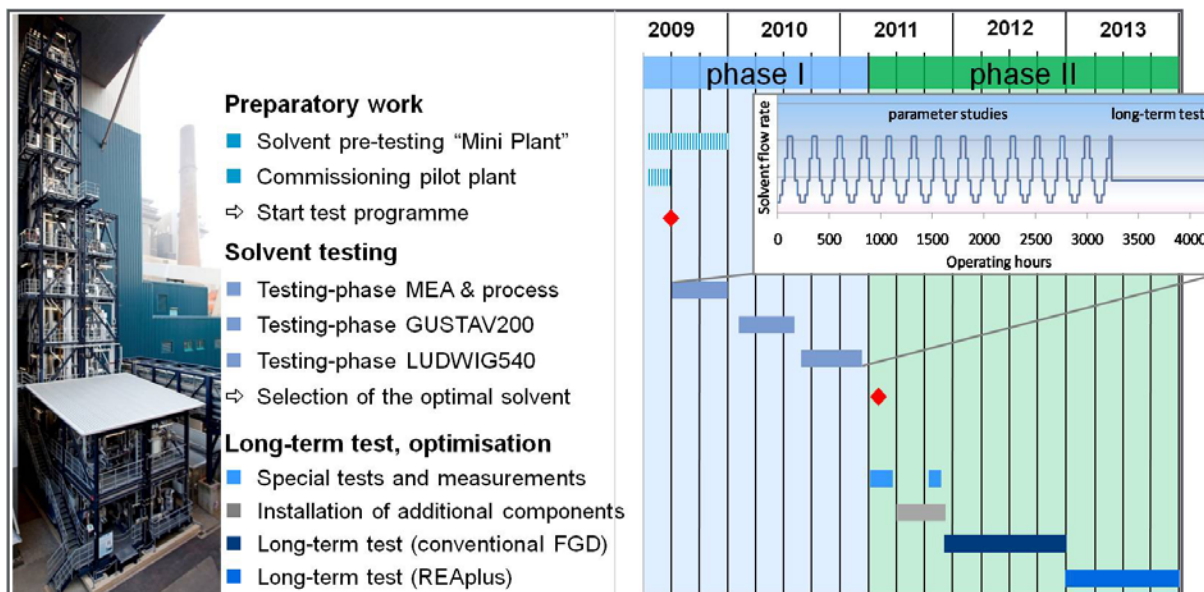 2009 2010 2011 2012 2013
phase I phase II
Preparatory work
Solvent pre-testing “Mini Plant”
Commissioning pilot plant
⇨ Start test programme
Solvent testing
Testing-phase MEA & process
Testing-phase GUSTAV200
Testing-phase LUDWIG540
⇨ Selection of the optimal solvent
Long-term test, optimisation
Special tests and measurements
Installation of additional components
Long-term test (conventional FGD)
Long-term test (REAplus)
parameter studies long-term test
Solvent flow rate
0 500 1000 1500 2000 2500 3000 3500 4000
Operating hours